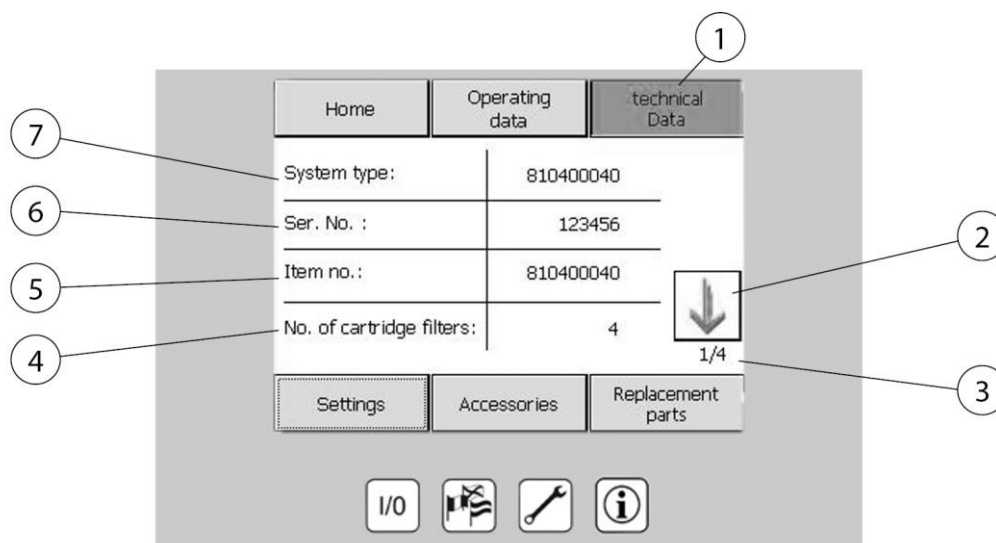 1
Home
Operating
data
technical
Data
7
System type: 810400040
6
Ser. No. : 123456
2
5
Item no.: 810400040
4
No. of cartridge filters: 4
1/4
3
Settings
Accessories
Replacement
parts
I/0
i